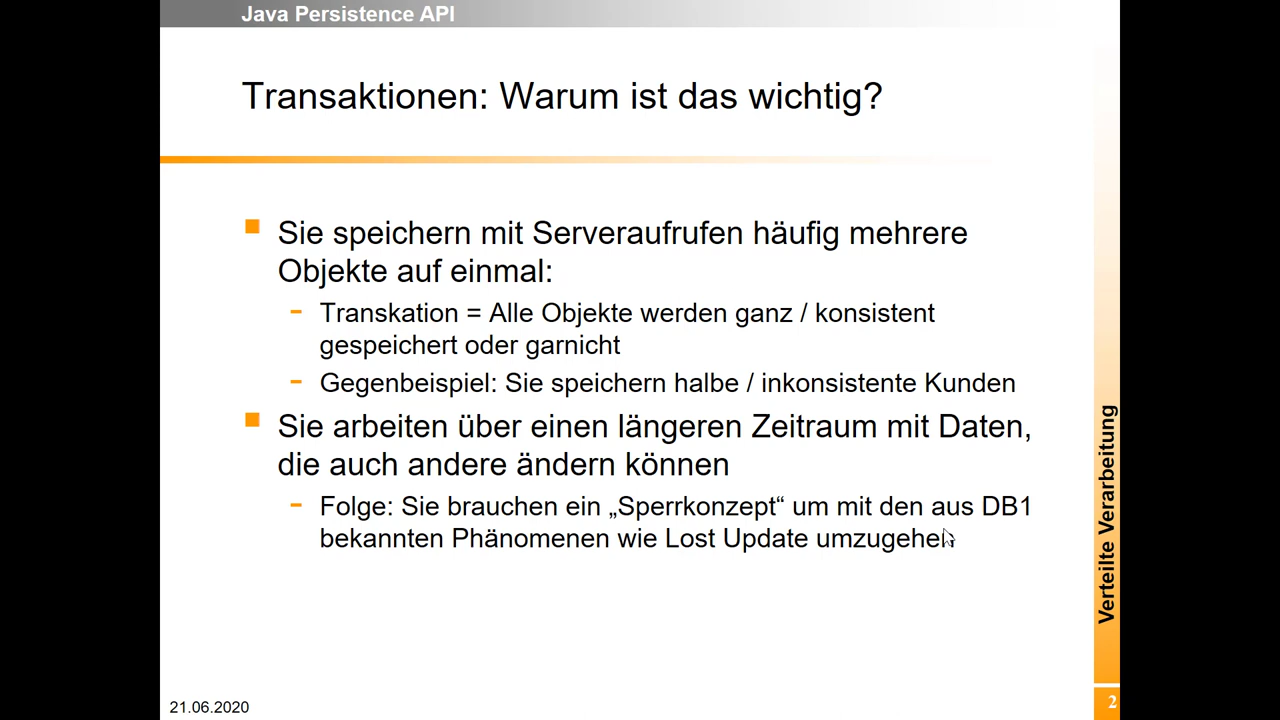 Java Persistence API
Transaktionen: Warum ist das wichtig?
Sie speichern mit Serveraufrufen häufig mehrere
Objekte auf einmal:
Transkation = Alle Objekte werden ganz / konsistent
gespeichert oder garnicht
Gegenbeispiel: Sie speichern halbe / inkonsistente Kunden
Sie arbeiten über einen längeren Zeitraum mit Daten,
die auch andere ändern können
Folge: Sie brauchen ein „Sperrkonzept“ um mit den aus DB1
bekannten Phänomenen wie Lost Update umzugehen
Verteilte Verarbeitung
21.06.2020
2